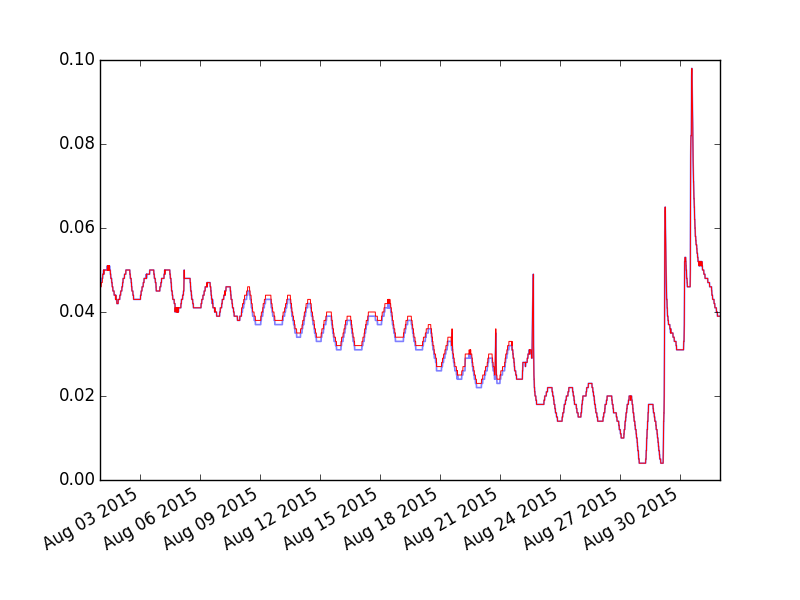 0.10
0.08
0.06
0.04
0.02
0.00
Aug 03 2015
Aug 06 2015
Aug 09 2015
Aug 12 2015
Aug 15 2015
Aug 18 2015
Aug 21 2015
Aug 24 2015
Aug 27 2015
Aug 30 2015